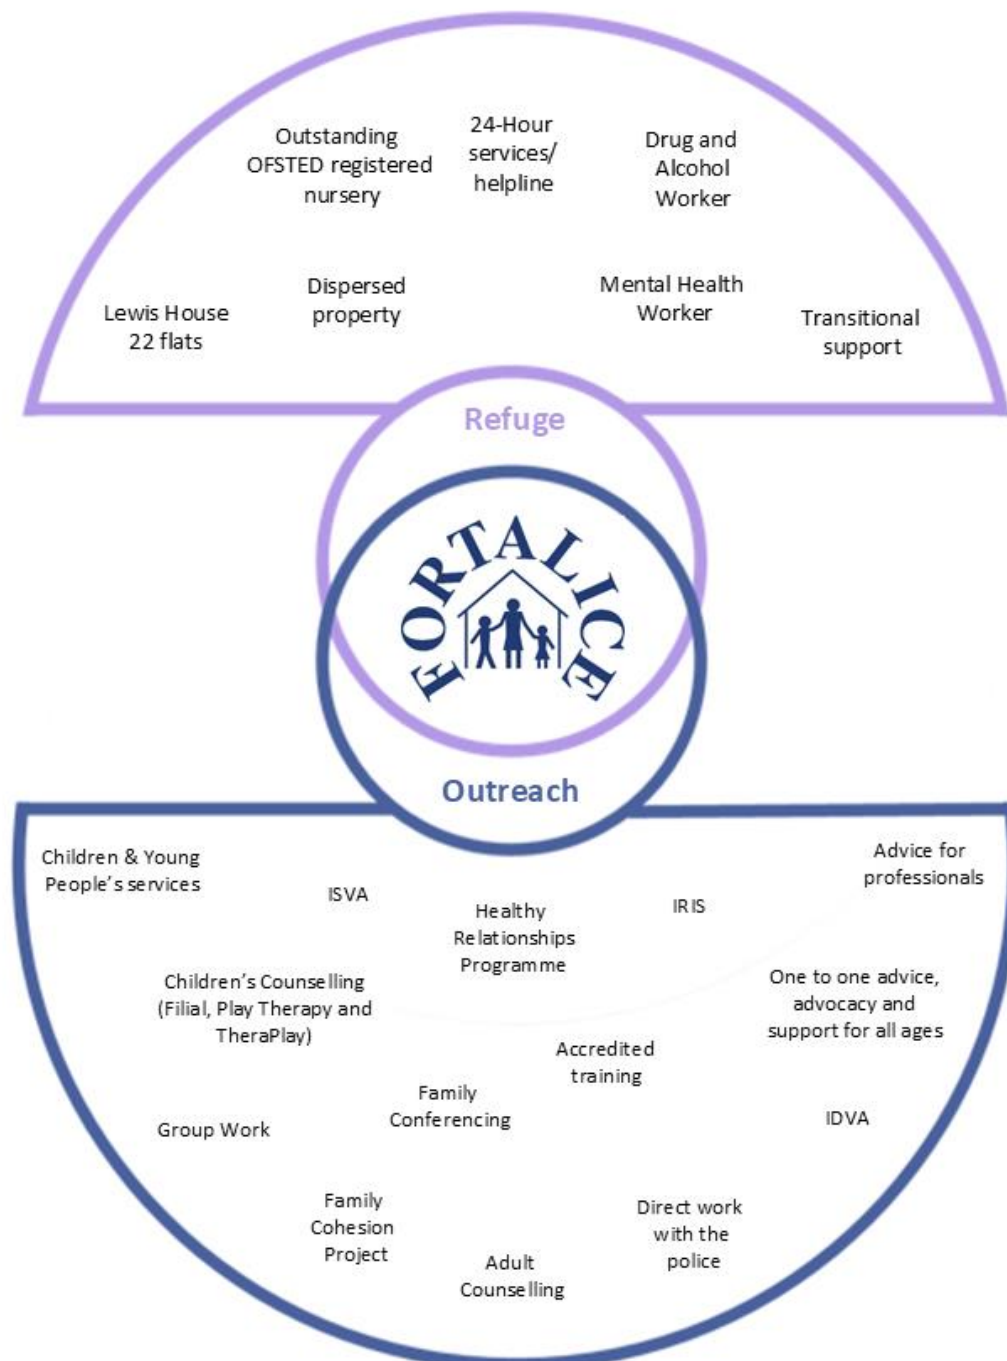 Outstanding
OFSTED registered
nursery
24-Hour
services/
helpline
Drug and
Alcohol
Worker
Lewis House
22 flats
Dispersed
property
Mental Health
Worker
Transitional
support
Refuge
FORTALICE
Outreach
Children & Young
People’s services
ISVA
Healthy
Relationships
Programme
IRIS
Advice for
professionals
Children’s Counselling
(Filial, Play Therapy and
TheraPlay)
One to one advice,
advocacy and
support for all ages
Accredited
training
Family
Conferencing
Group Work
IDVA
Family
Cohesion
Project
Adult
Counselling
Direct work
with the
police